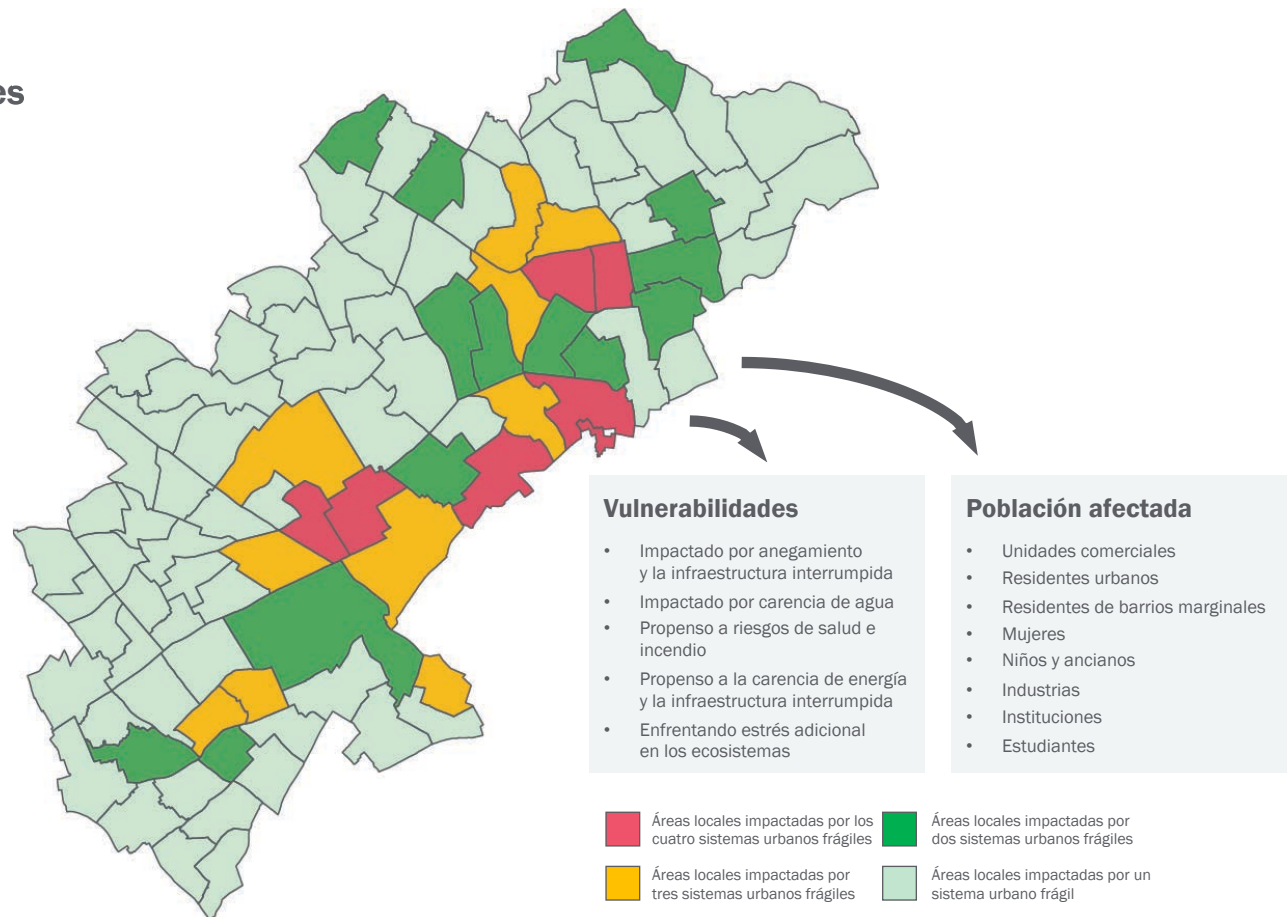 es
Vulnerabilidades
• Impactado por anegamiento
y la infraestructura interrumpida
• Impactado por carencia de agua
• Propenso a riesgos de salud e
incendio
• Propenso a la carencia de energía
y la infraestructura interrumpida
• Enfrentando estrés adicional
en los ecosistemas
Población afectada
• Unidades comerciales
• Residentes urbanos
• Residentes de barrios marginales
• Mujeres
• Niños y ancianos
• Industrias
• Instituciones
• Estudiantes
Áreas locales impactadas por los
cuatro sistemas urbanos frágiles
Áreas locales impactadas por
dos sistemas urbanos frágiles
Áreas locales impactadas por
tres sistemas urbanos frágiles
Áreas locales impactadas por un
sistema urbano frágil